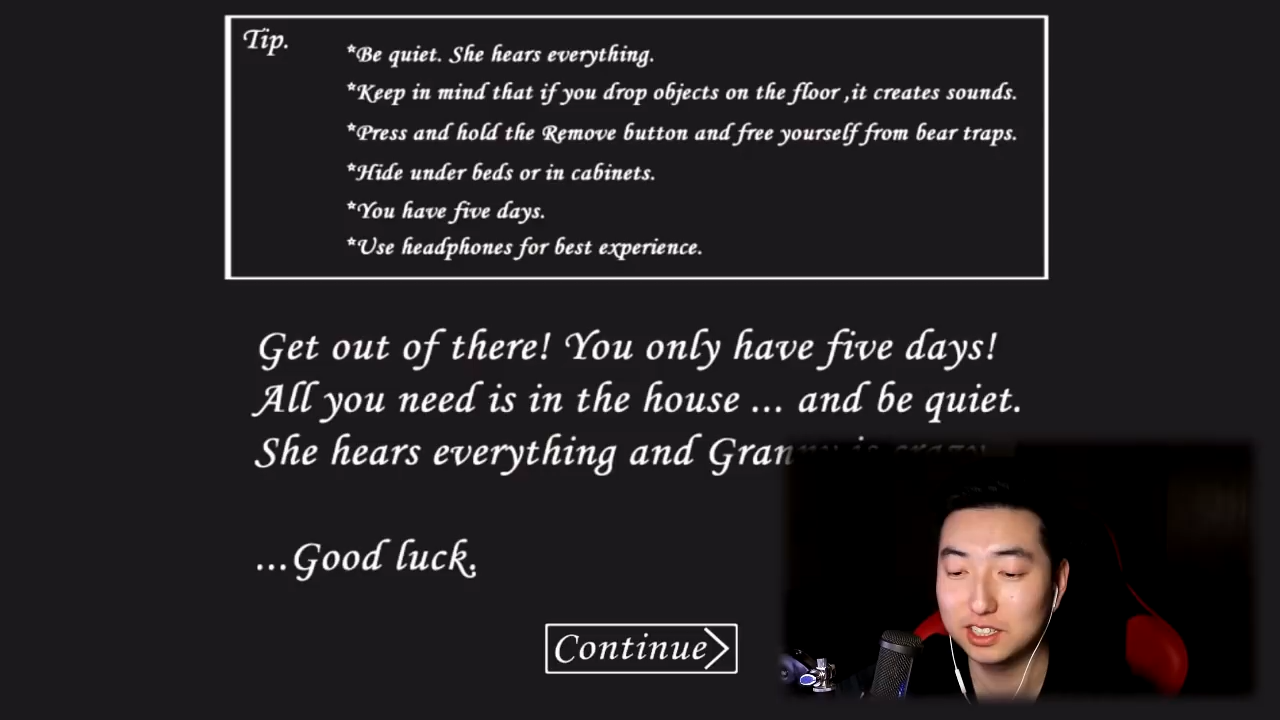 Tip.
*Be quiet. She hears everything.
*Keep in mind that if you drop objects on the floor ,it creates sounds.
*Press and hold the Remove button and free yourself from bear traps.
*Hide under beds or in cabinets.
*You have five days.
*Use headphones for best experience.
Get out of there! You only have five days!
All you need is in the house ... and be quiet.
She hears everything and Granny is crazy
...Good luck.
Continue>